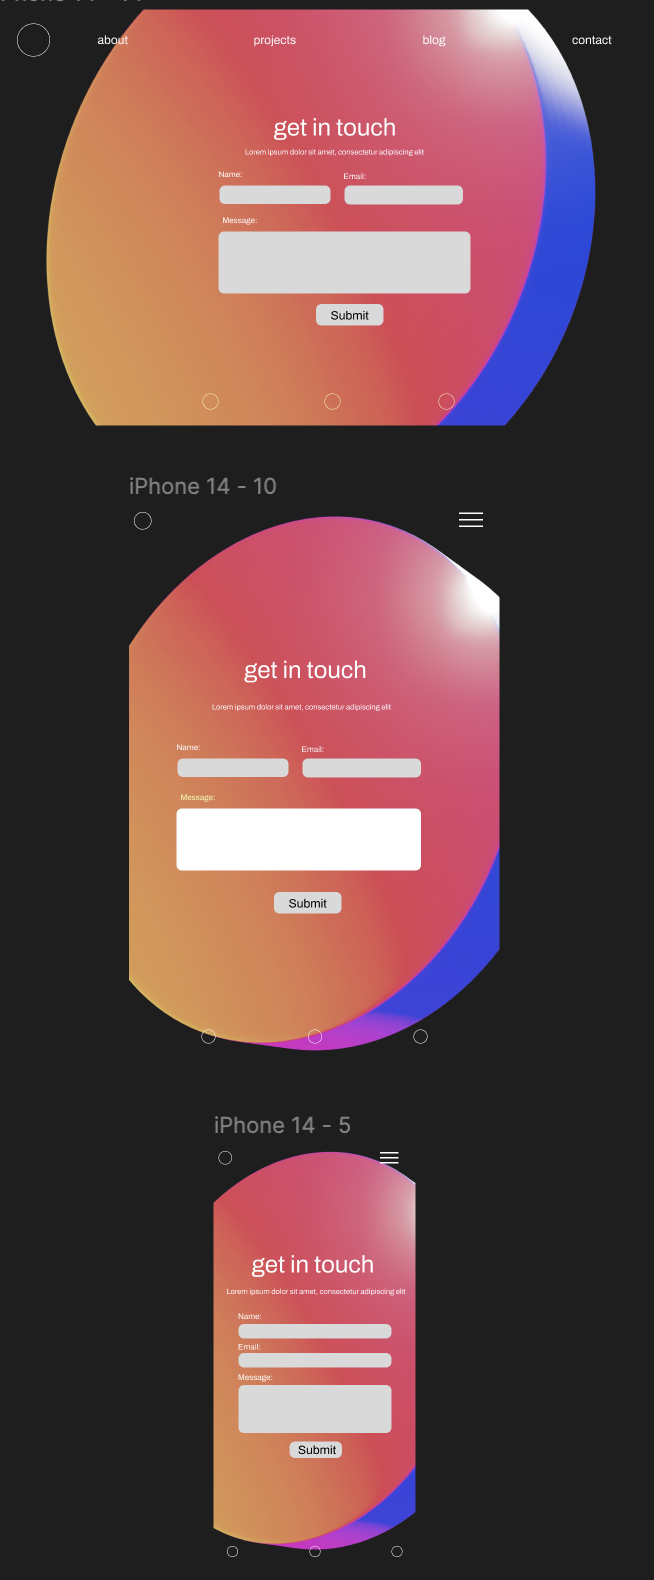 about projects blog contact
get in touch
Lorem ipsum dolor sit amet, consectetur adipiscing elit
Name: Email:
Message:
Submit
iPhone 14 - 10
get in touch
Lorem ipsum dolor sit amet, consectetur adipiscing elit
Name: Email:
Message:
Submit
iPhone 14 - 5
get in touch
Lorem ipsum dolor sit amet, consectetur adipiscing elit
Name:
Email:
Message:
Submit